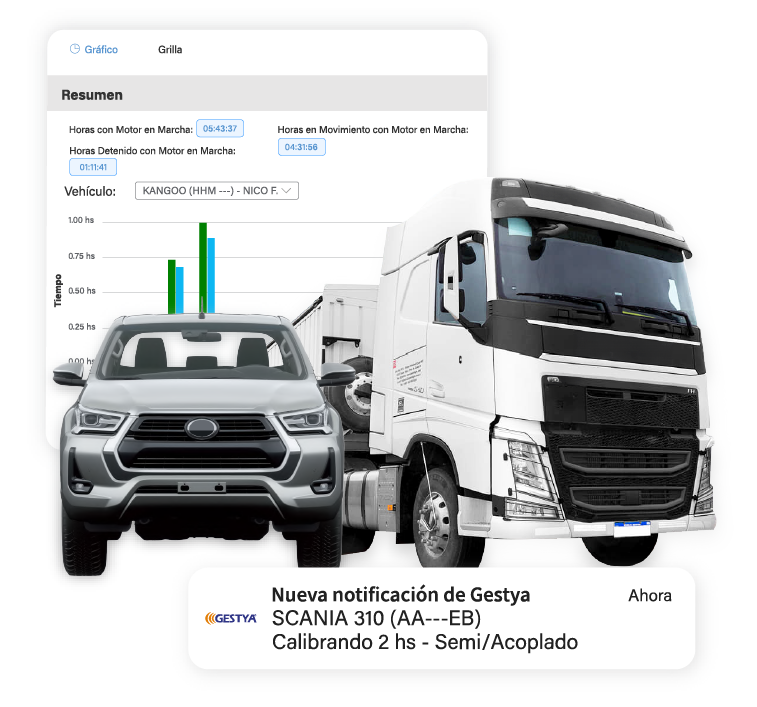 Gráfico
Grilla
Resumen
Horas con Motor en Marcha: 05:43:37
Horas en Movimiento con Motor en Marcha:
04:31:56
Horas Detenido con Motor en Marcha:
01:11:41
Vehículo: KANGOO (HHM ---) - NICO F.
1.00 hs
0.75 hs
0.50 hs
0.25 hs
0.00 hs
Tiempo
FH
Nueva notificación de Gestya
Ahora
GESTYA
SCANIA 310 (AA---EB)
Calibrando 2 hs - Semi/Acoplado